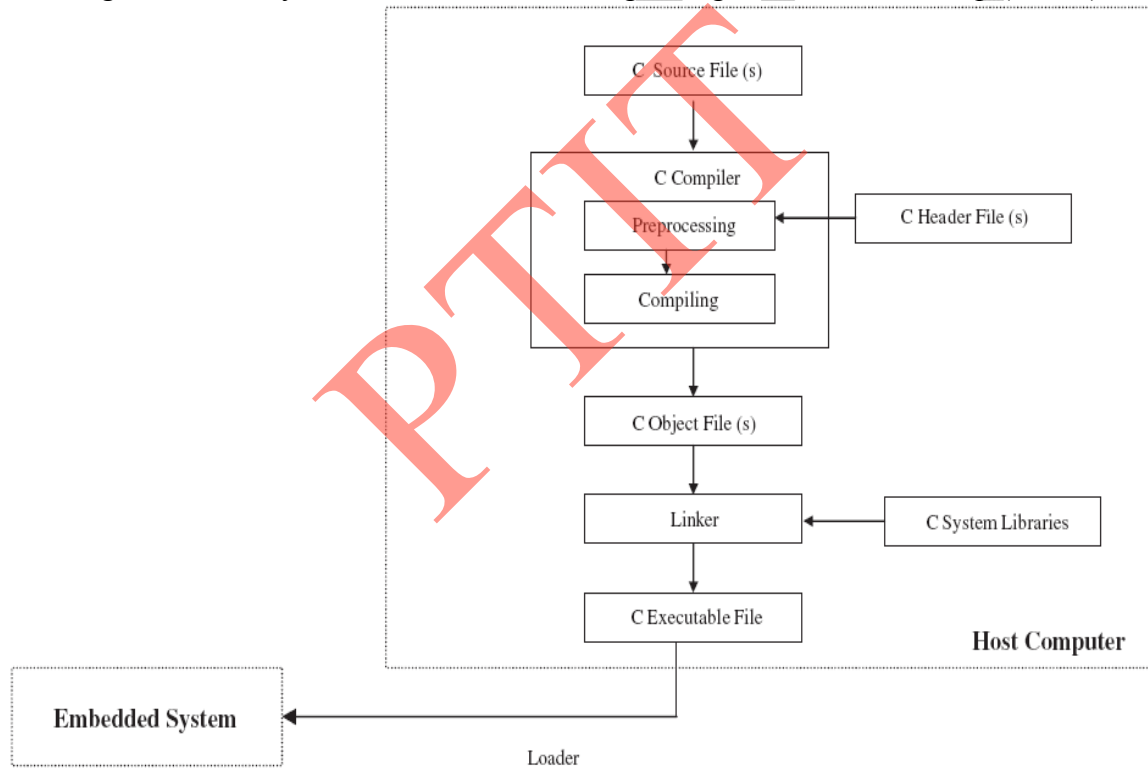 C Source File (s)
C Compiler
Preprocessing
C Header File (s)
Compiling
C Object File (s)
Linker
C System Libraries
C Executable File
Host Computer
Embedded System
Loader
PTIT